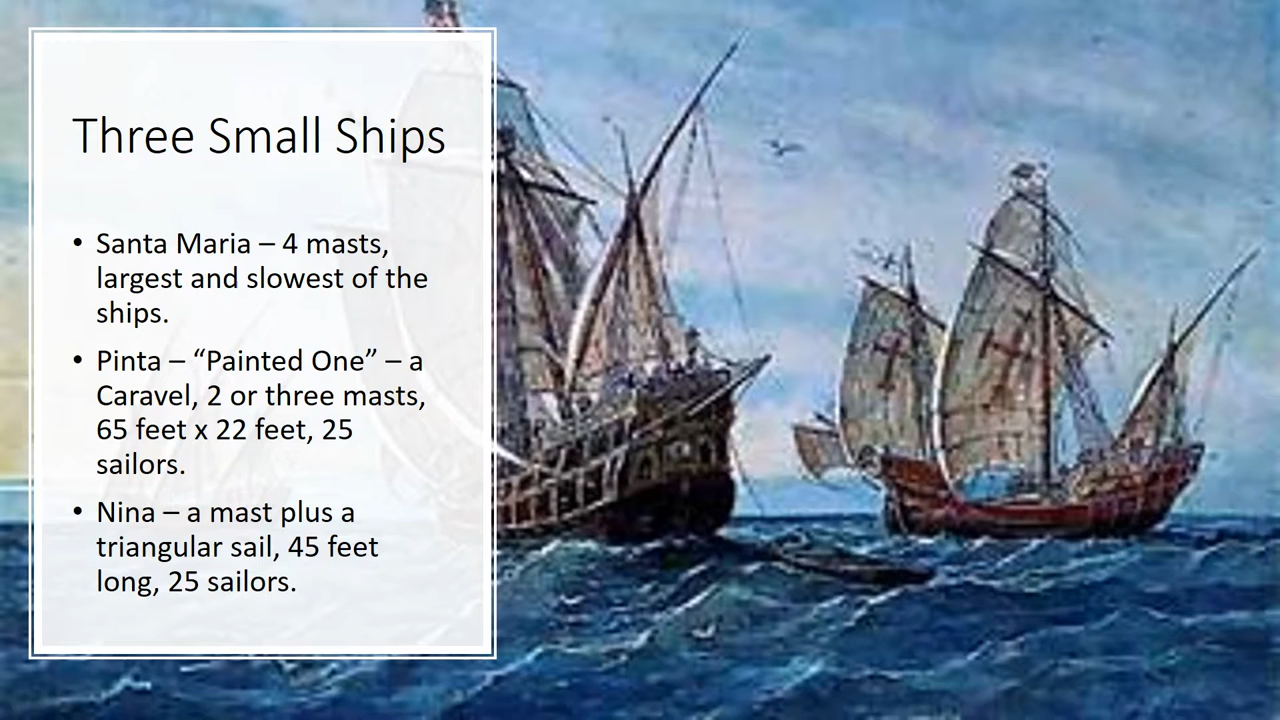 Three Small Ships
• Santa Maria – 4 masts,
largest and slowest of the
ships.
• Pinta – “Painted One” – a
Caravel, 2 or three masts,
65 feet x 22 feet, 25
sailors.
• Nina – a mast plus a
triangular sail, 45 feet
long, 25 sailors.